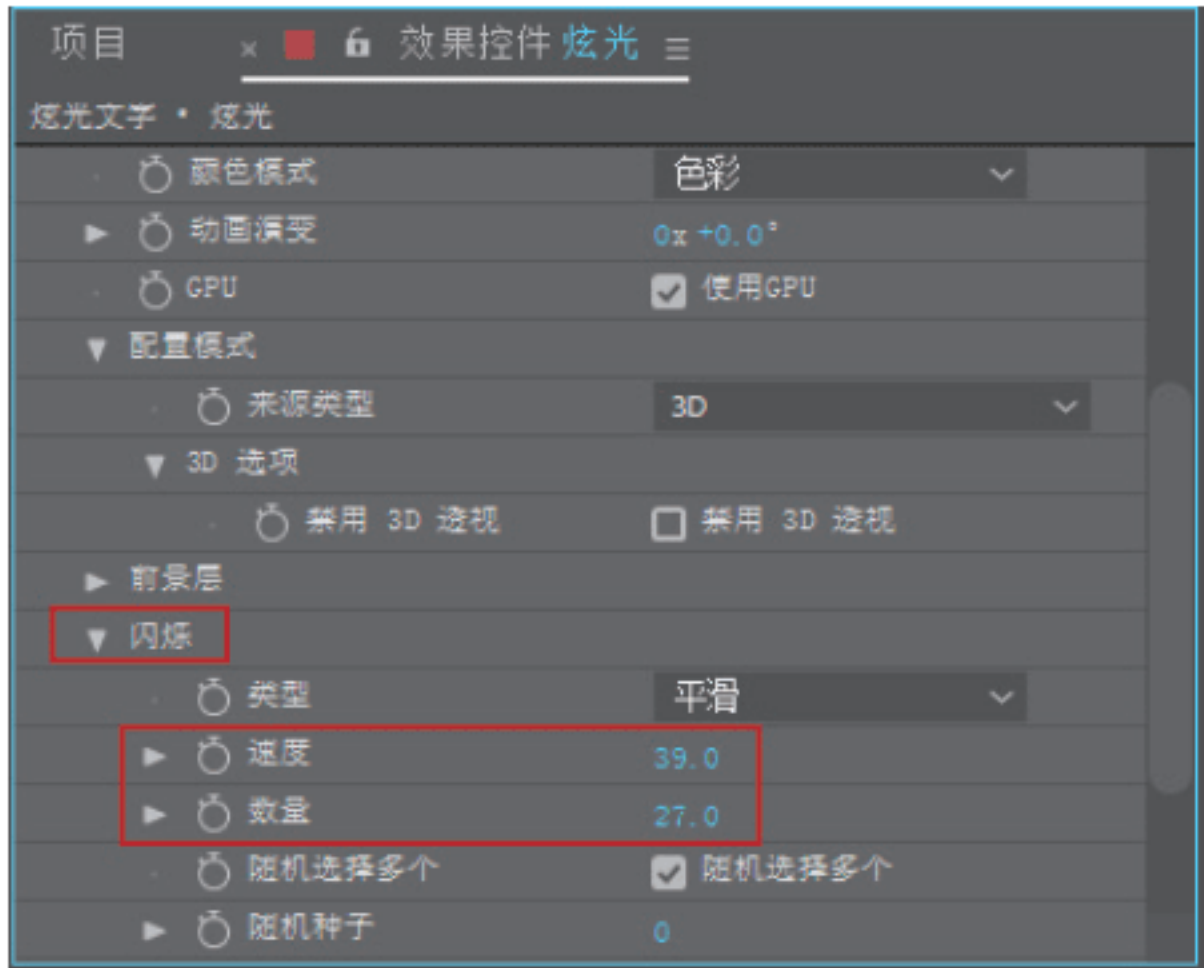 项目 × 效果控件 炫光 ≡
炫光文字 • 炫光
颜色模式 色彩
动画演变 0x +0.0°
GPU 使用GPU
配置模式
来源类型 3D
3D 选项
禁用 3D 透视 禁用 3D 透视
前景层
闪烁
类型 平滑
速度 39.0
数量 27.0
随机选择多个 随机选择多个
随机种子 0